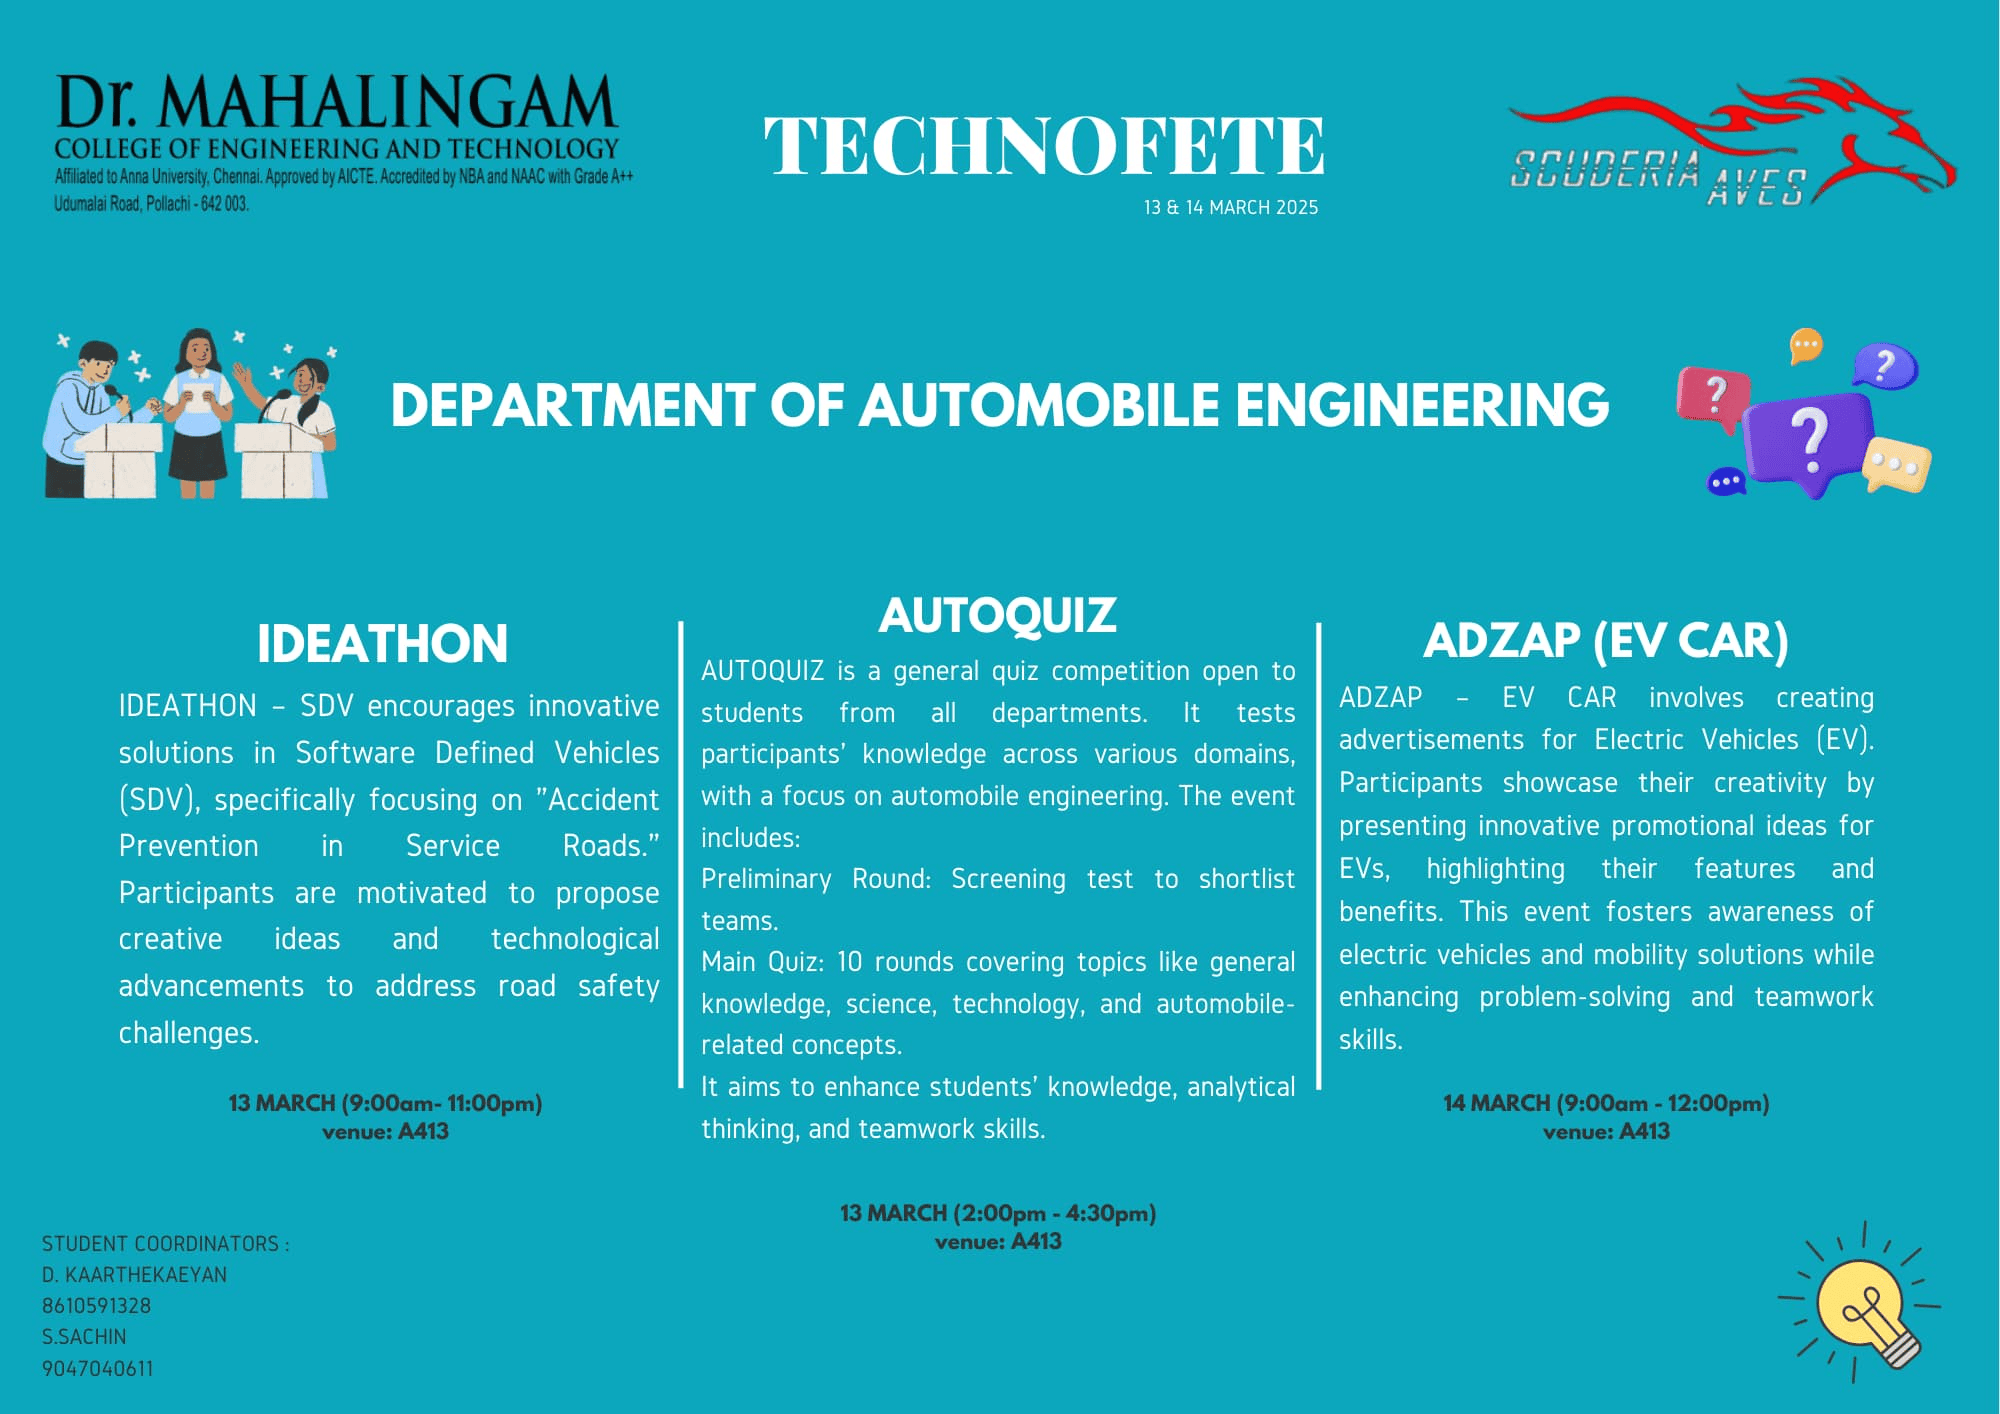 Dr. MAHALINGAM
COLLEGE OF ENGINEERING AND TECHNOLOGY
Affiliated to Anna University, Chennai. Approved by AICTE. Accredited by NBA and NAAC with Grade A++
Udumalai Road, Pollachi - 642 003.
TECHNOFETE
13 & 14 MARCH 2025
SCUDERIA
AVES
DEPARTMENT OF AUTOMOBILE ENGINEERING
?
?
?
IDEATHON
IDEATHON – SDV encourages innovative
solutions in Software Defined Vehicles
(SDV), specifically focusing on "Accident
Prevention in Service Roads."
Participants are motivated to propose
creative ideas and technological
advancements to address road safety
challenges.
13 MARCH (9:00am- 11:00pm)
venue: A413
AUTOQUIZ
AUTOQUIZ is a general quiz competition open to
students from all departments. It tests
participants' knowledge across various domains,
with a focus on automobile engineering. The event
includes:
Preliminary Round: Screening test to shortlist
teams.
Main Quiz: 10 rounds covering topics like general
knowledge, science, technology, and automobile-
related concepts.
It aims to enhance students' knowledge, analytical
thinking, and teamwork skills.
13 MARCH (2:00pm - 4:30pm)
venue: A413
ADZAP (EV CAR)
ADZAP – EV CAR involves creating
advertisements for Electric Vehicles (EV).
Participants showcase their creativity by
presenting innovative promotional ideas for
EVs, highlighting their features and
benefits. This event fosters awareness of
electric vehicles and mobility solutions while
enhancing problem-solving and teamwork
skills.
14 MARCH (9:00am - 12:00pm)
venue: A413
STUDENT COORDINATORS :
D. KAARTHEKAEYAN
8610591328
S.SACHIN
9047040611